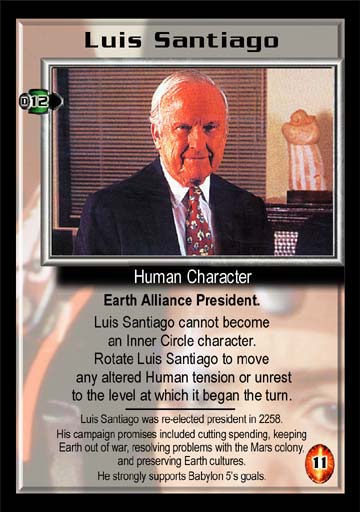 Luis Santiago
D 12
Human Character
Earth Alliance President.
Luis Santiago cannot become
an Inner Circle character.
Rotate Luis Santiago to move
any altered Human tension or unrest
to the level at which it began the turn.
Luis Santiago was re-elected president in 2258.
His campaign promises included cutting spending, keeping
Earth out of war, resolving problems with the Mars colony,
and preserving Earth cultures.
He strongly supports Babylon 5's goals.
11